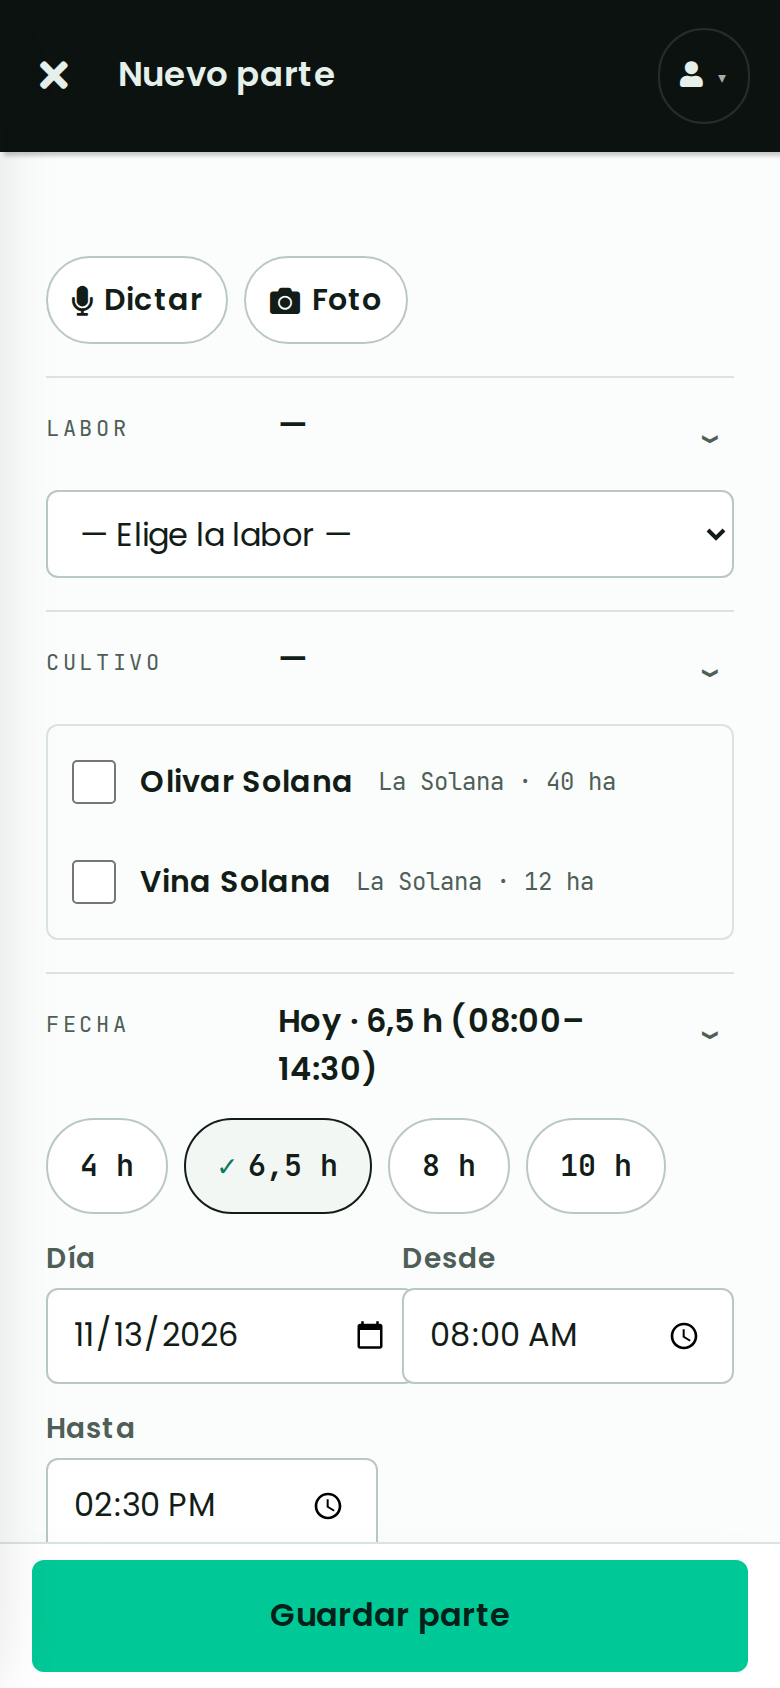 Nuevo parte
Dictar
Foto
LABOR —
— Elige la labor —
CULTIVO —
Olivar Solana La Solana · 40 ha
Vina Solana La Solana · 12 ha
FECHA Hoy · 6,5 h (08:00–
14:30)
4 h ✓ 6,5 h 8 h 10 h
Día Desde
11/13/2026 08:00 AM
Hasta
02:30 PM
Guardar parte